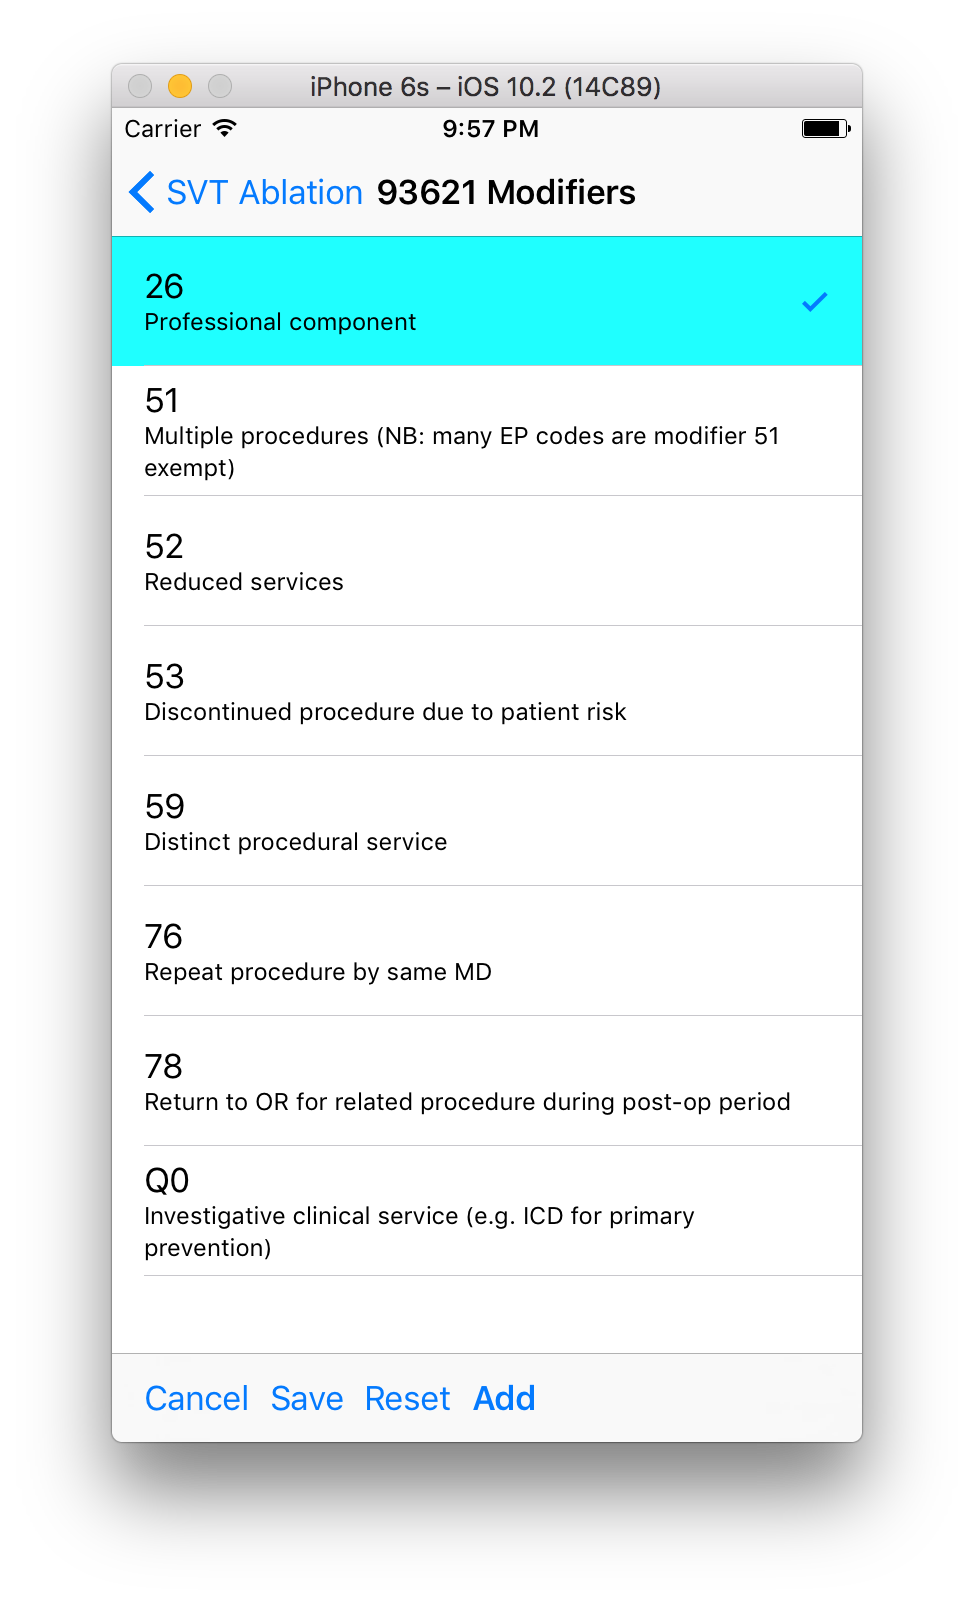 iPhone 6s – iOS 10.2 (14C89)
Carrier 9:57 PM
SVT Ablation 93621 Modifiers
26
Professional component
51
Multiple procedures (NB: many EP codes are modifier 51
exempt)
52
Reduced services
53
Discontinued procedure due to patient risk
59
Distinct procedural service
76
Repeat procedure by same MD
78
Return to OR for related procedure during post-op period
Q0
Investigative clinical service (e.g. ICD for primary
prevention)
Cancel Save Reset Add